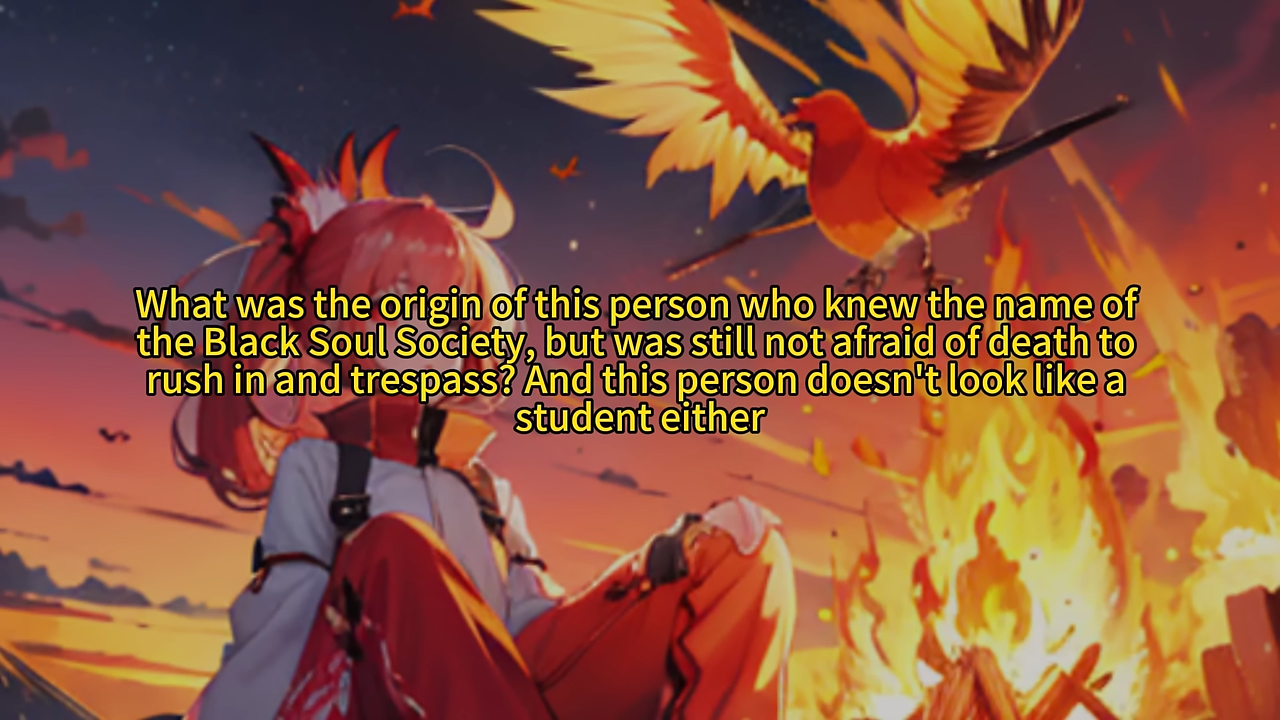 What was the origin of this person who knew the name of
the Black Soul Society, but was still not afraid of death to
rush in and trespass? And this person doesn't look like a
student either